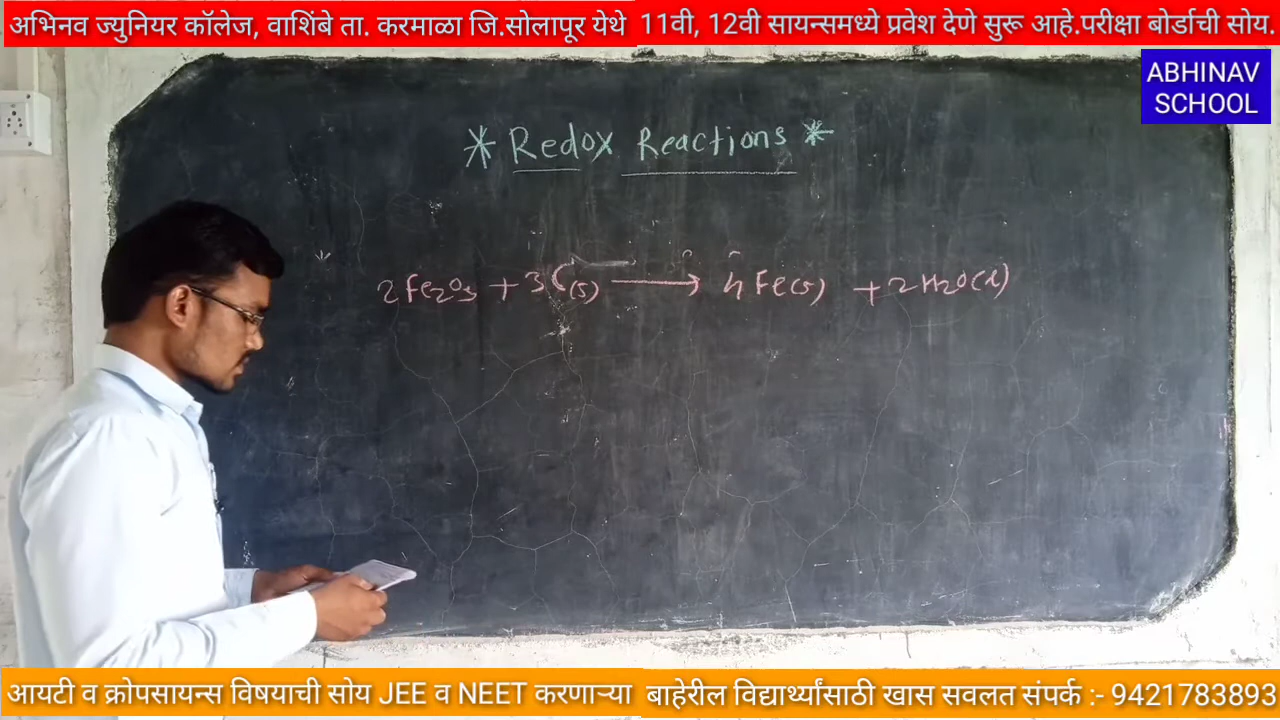 अभिनव ज्युनियर कॉलेज, वाशिंबे ता. करमाळा जि.सोलापूर येथे 11वी, 12वी सायन्समध्ये प्रवेश देणे सुरू आहे.परीक्षा बोर्डाची सोय.
ABHINAV
SCHOOL
* Redox Reactions *
2Fe₂O₃ + 3C(s) ⟶ 4Fe(s) + 2H₂O(l)
आयटी व क्रोपसायन्स विषयाची सोय JEE व NEET करणाऱ्या बाहेरील विद्यार्थ्यांसाठी खास सवलत संपर्क :- 9421783893